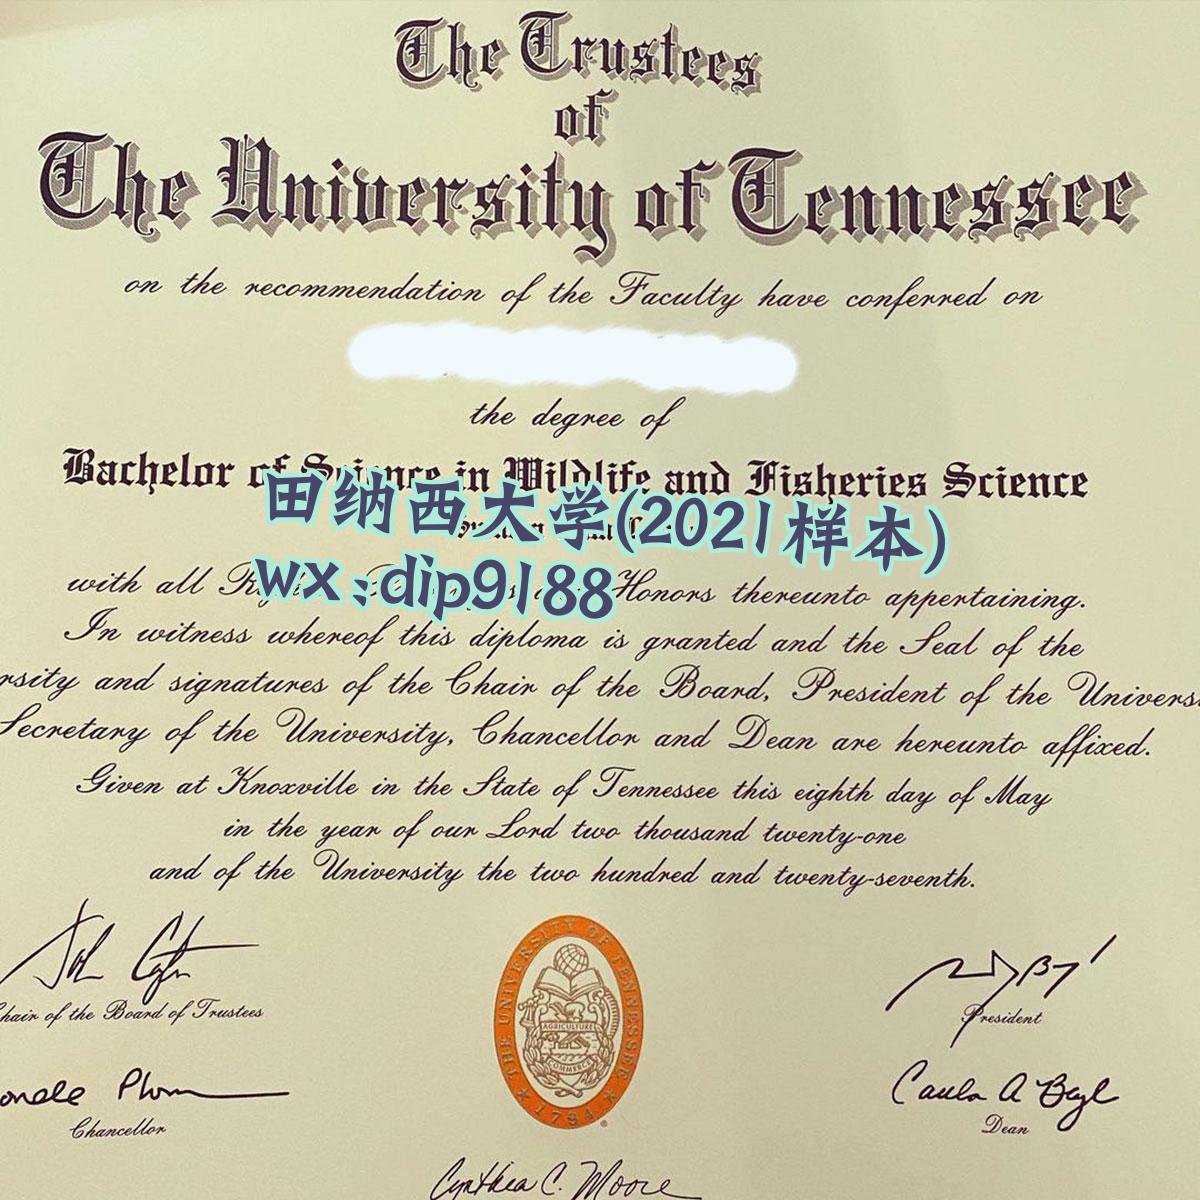 The Trustees
of
The University of Tennessee
on the recommendation of the Faculty have conferred on
the degree of
Bachelor of Science in Wildlife and Fisheries Science
田纳西大学(2021样本)
wx:dip9188
with all Honors thereunto appertaining.
In witness whereof this diploma is granted and the Seal of the
rsity and signatures of the Chair of the Board, President of the Univers
Secretary of the University, Chancellor and Dean are hereunto affixed.
Given at Knoxville in the State of Tennessee this eighth day of May
in the year of our Lord two thousand twenty-one
and of the University the two hundred and twenty-seventh.
hair of the Board of Trustees
President
THE UNIVERSITY OF TENNESSEE
AGRICULTURE
COMMERCE
1794
Chancellor
Dean
Cynthia C. Moore